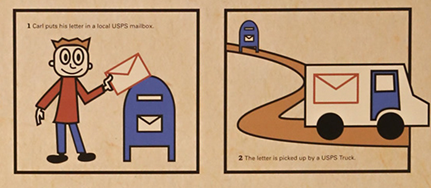 1 Carl puts his letter in a local USPS mailbox.
2 The letter is picked up by a USPS Truck.